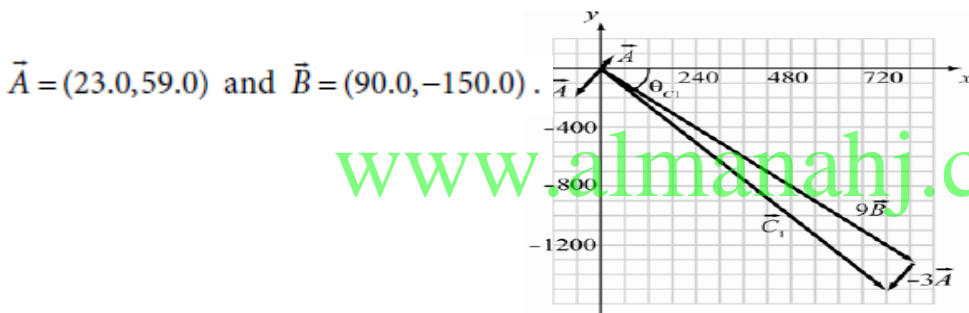 A⃗ = (23.0,59.0) and B⃗ = (90.0,−150.0) .
y
A⃗
240 480 720 x
A⃗
θC₁
−400
www.almanahj.c
−800
9B⃗
C⃗₁
−1200
−3A⃗